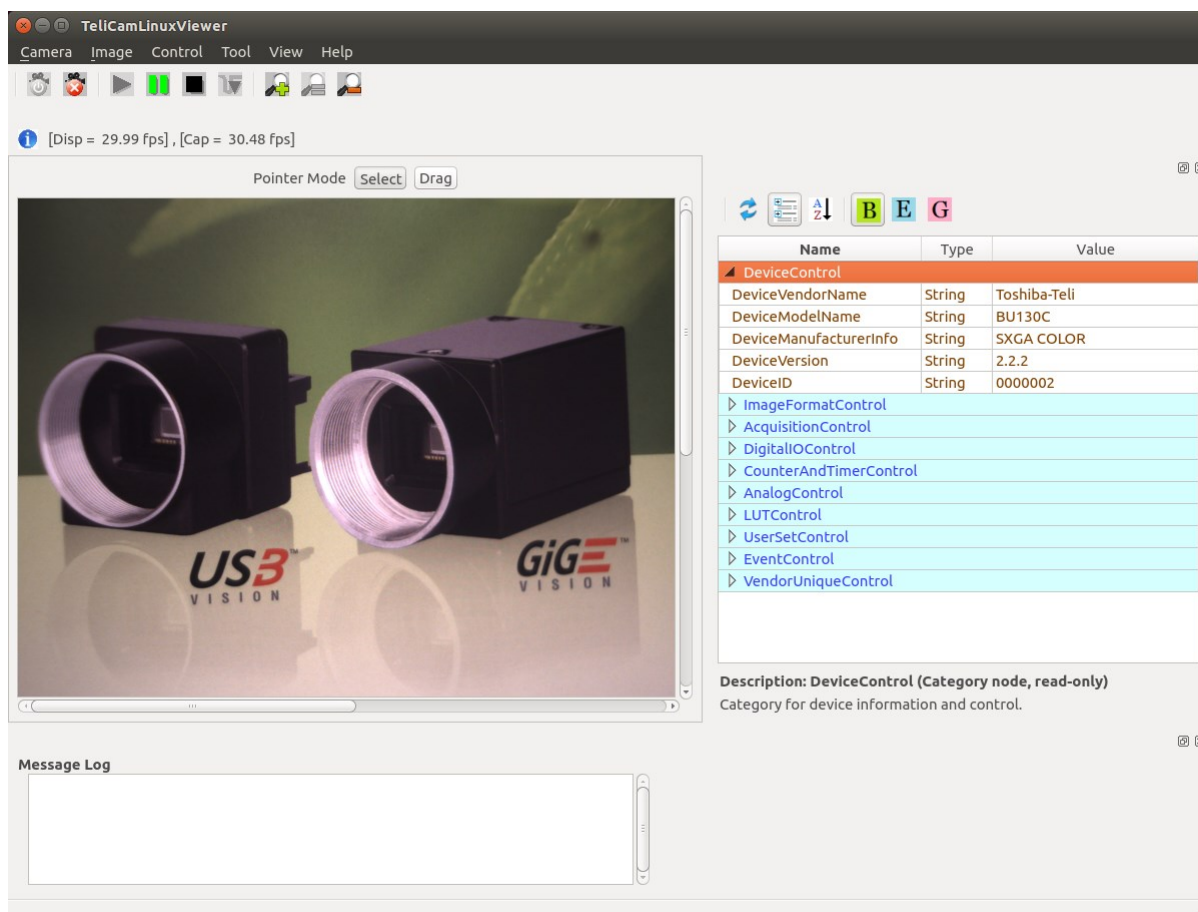 TeliCamLinuxViewer
Camera Image Control Tool View Help
[Disp = 29.99 fps] , [Cap = 30.48 fps]
Pointer Mode Select Drag
USB™
VISION
GiGE™
VISION
A
Z
B E G
Name Type Value
DeviceControl
DeviceVendorName String Toshiba-Teli
DeviceModelName String BU130C
DeviceManufacturerInfo String SXGA COLOR
DeviceVersion String 2.2.2
DeviceID String 0000002
ImageFormatControl
AcquisitionControl
DigitalIOControl
CounterAndTimerControl
AnalogControl
LUTControl
UserSetControl
EventControl
VendorUniqueControl
Description: DeviceControl (Category node, read-only)
Category for device information and control.
Message Log